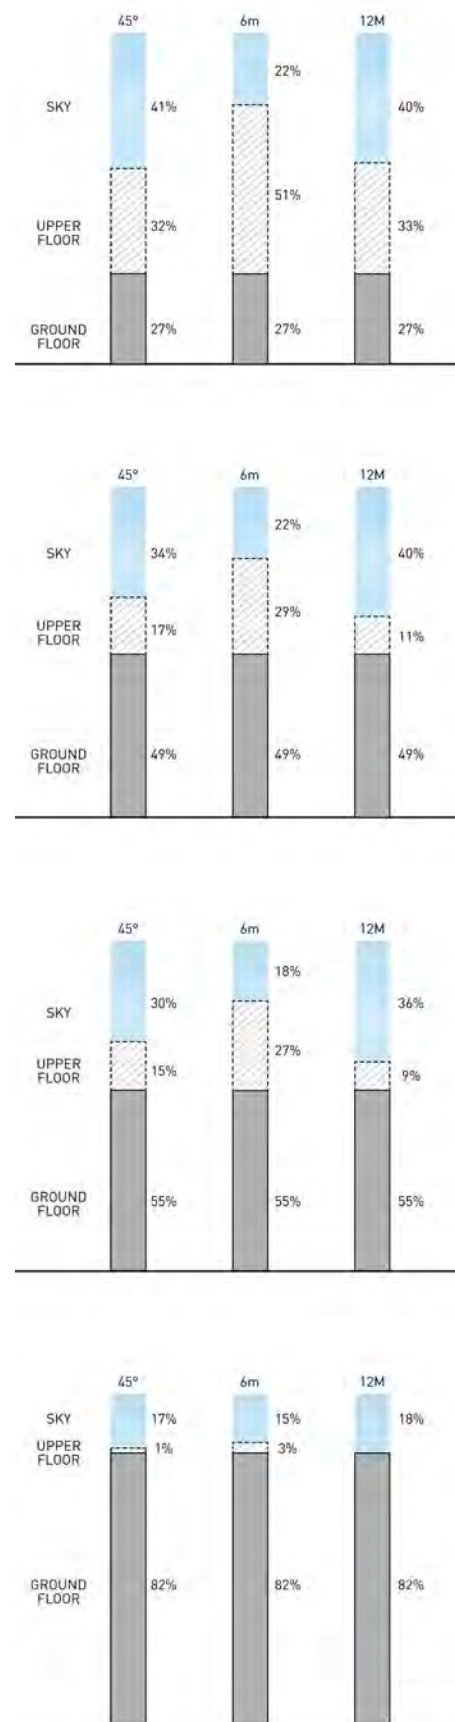 45° 6m 12M
22%
SKY 41% 40%
51%
UPPER
FLOOR 32% 33%
GROUND
FLOOR 27% 27% 27%
45° 6m 12M
22%
SKY 34% 40%
29%
UPPER
FLOOR 17% 11%
GROUND
FLOOR 49% 49% 49%
45° 6m 12M
18%
30% 36%
SKY
27%
UPPER
FLOOR 15% 9%
GROUND
FLOOR 55% 55% 55%
45° 6m 12M
SKY 17% 15% 18%
UPPER
FLOOR 1% 3%
GROUND
FLOOR 82% 82% 82%